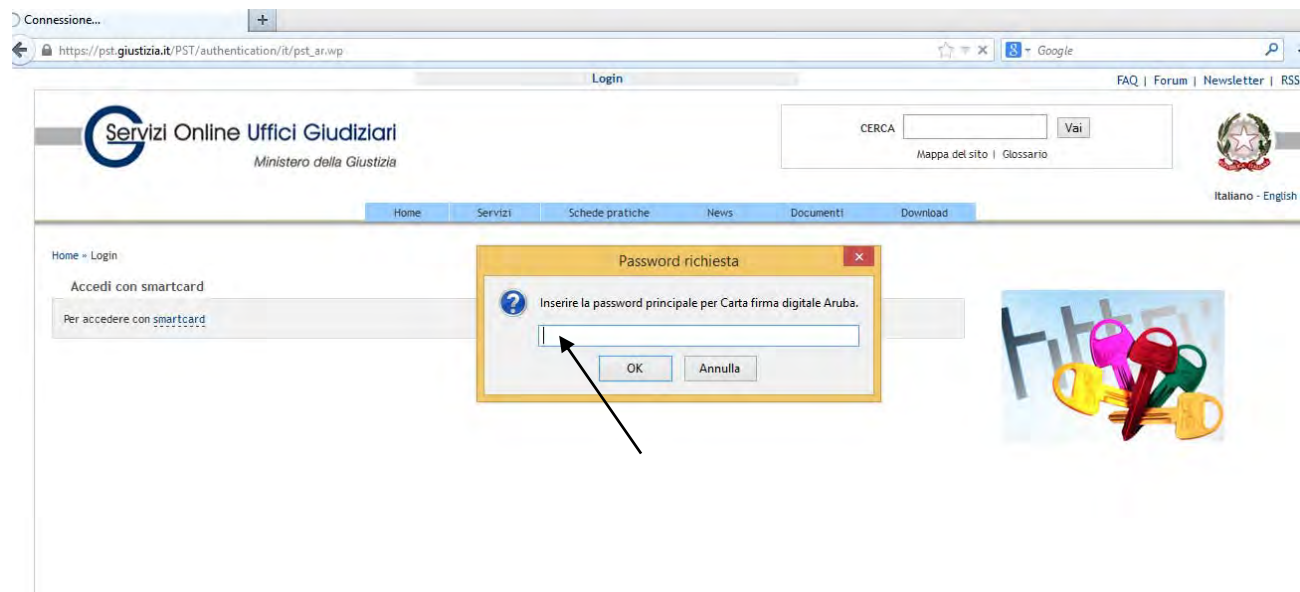 Connessione...
+
https://pst.giustizia.it/PST/authentication/it/pst_ar.wp
8 Google
Login
FAQ | Forum | Newsletter | RSS
Servizi Online Uffici Giudiziari
Ministero della Giustizia
CERCA Vai
Mappa del sito | Glossario
Italiano - English
Home Servizi Schede pratiche News Documenti Download
Home » Login
Accedi con smartcard
Per accedere con smartcard
Password richiesta
Inserire la password principale per Carta firma digitale Aruba.
OK Annulla